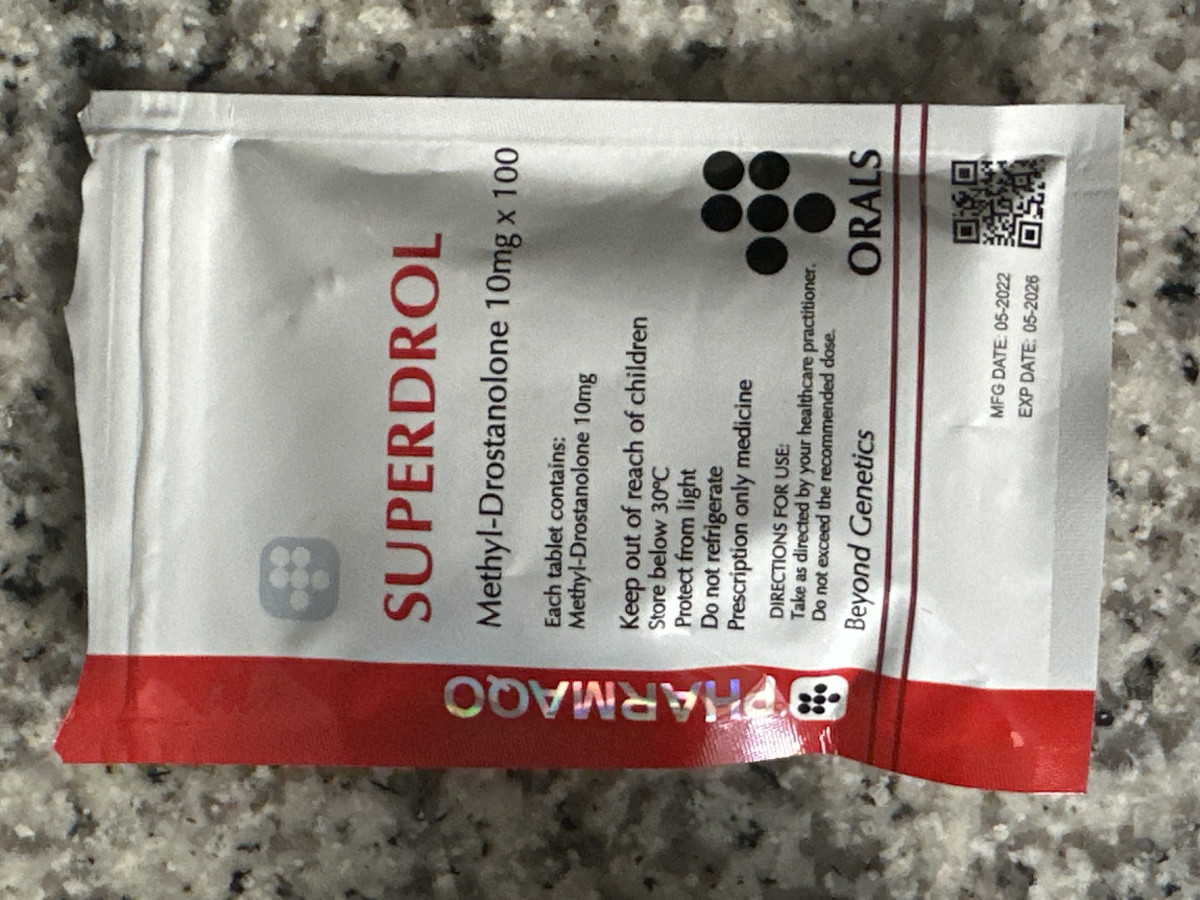 SUPERDROL
Methyl-Drostanolone 10mg x 100
Each tablet contains:
Methyl-Drostanolone 10mg
Keep out of reach of children
Store below 30ºC
Protect from light
Do not refrigerate
Prescription only medicine
DIRECTIONS FOR USE:
Take as directed by your healthcare practitioner.
Do not exceed the recommended dose.
Beyond Genetics
ORALS
MFG DATE: 05-2022
EXP DATE: 05-2026
PHARMAQO